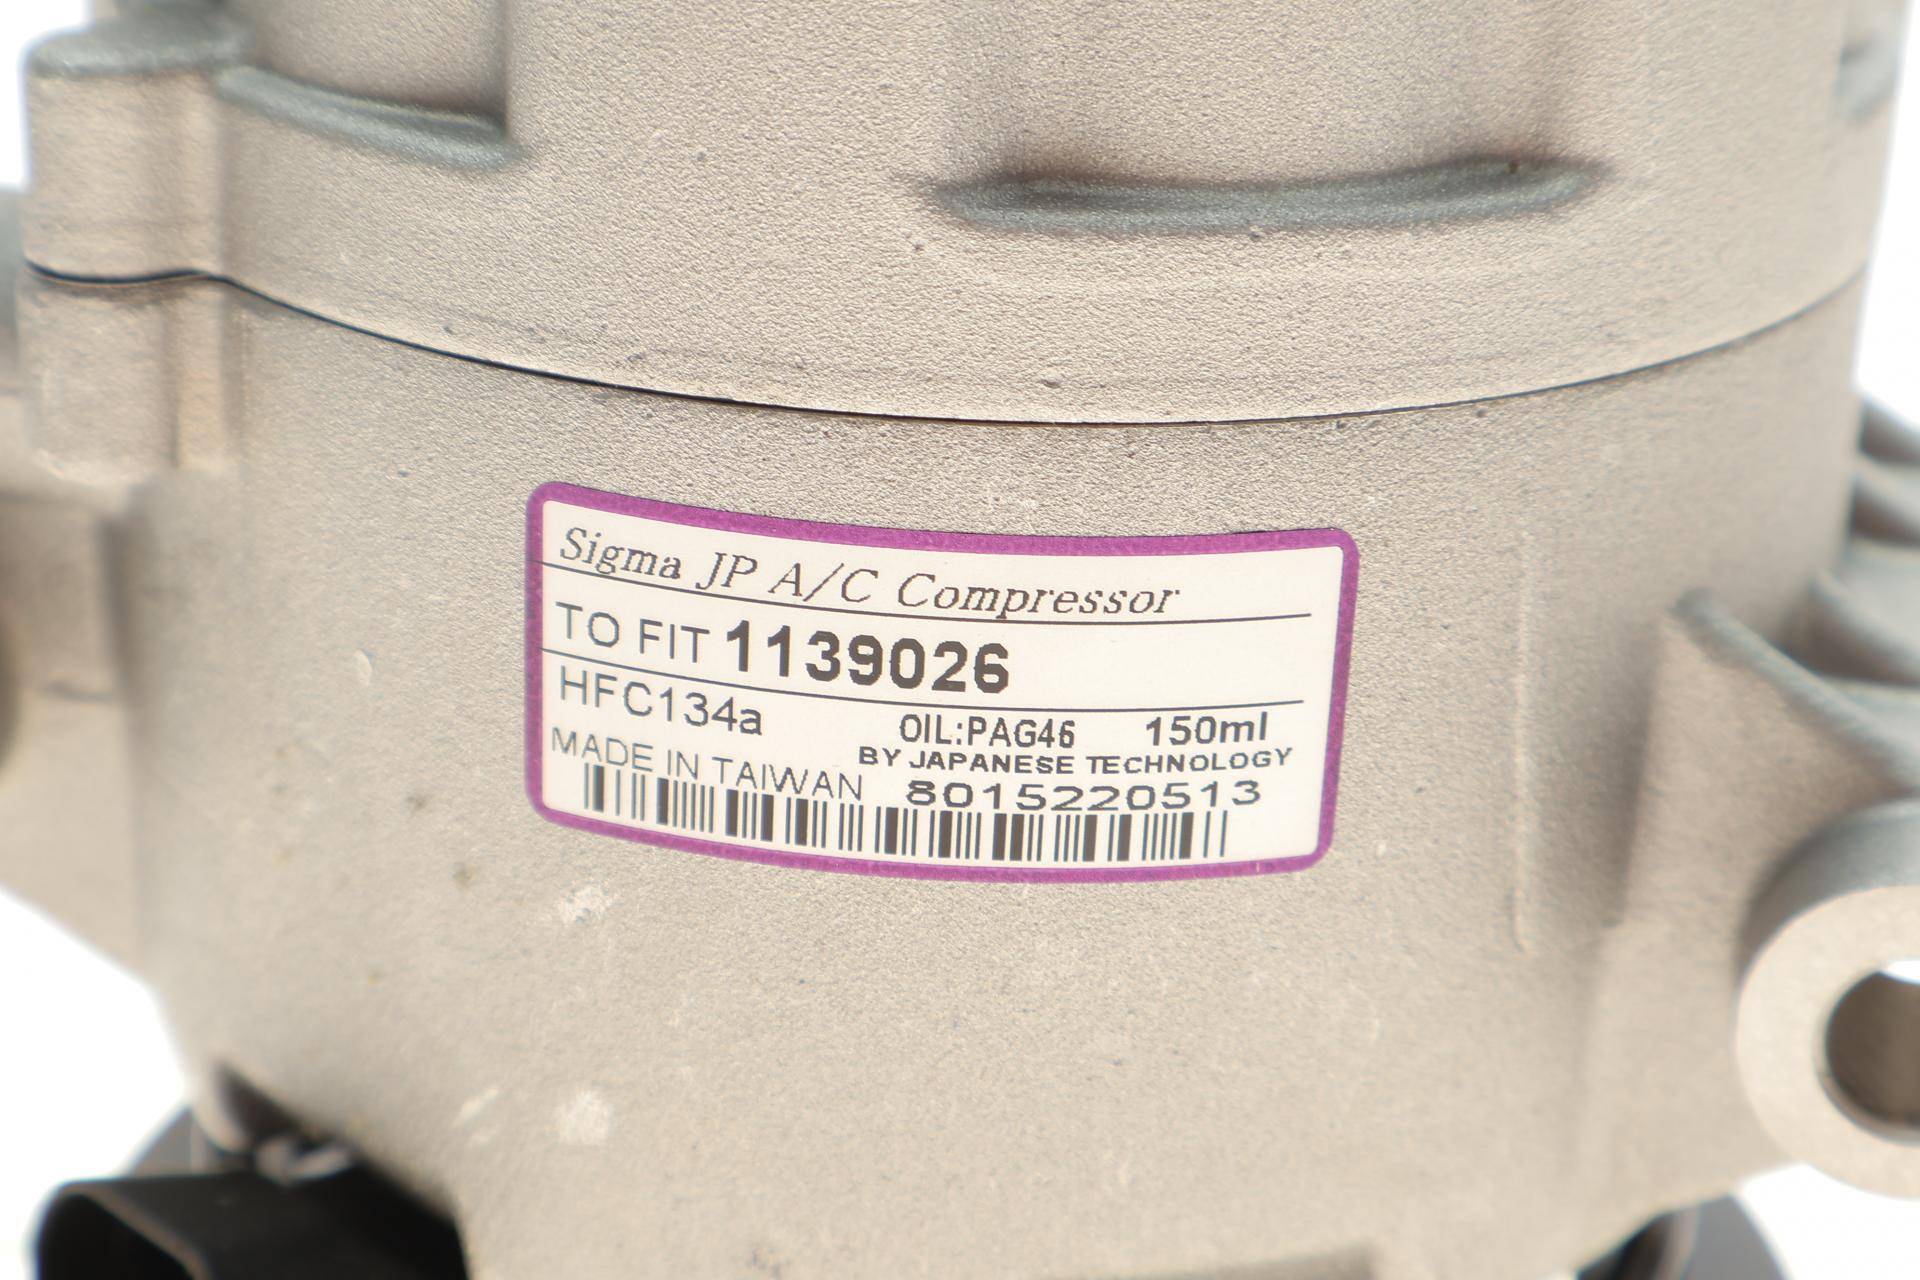 Sigma JP A/C Compressor
TO FIT 1139026
HFC134a OIL:PAG46 150ml
MADE IN TAIWAN BY JAPANESE TECHNOLOGY
8015220513